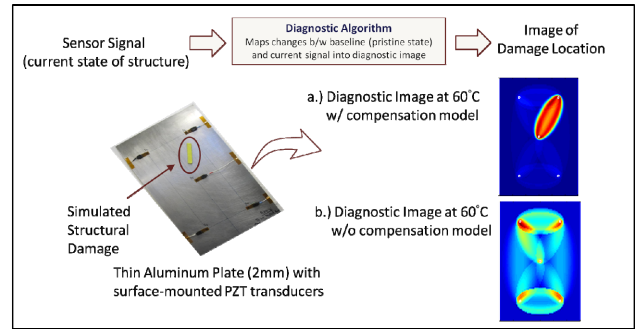 Sensor Signal
(current state of structure)
Diagnostic Algorithm
Maps changes b/w baseline (pristine state)
and current signal into diagnostic image
Image of
Damage Location
a.) Diagnostic Image at 60°C
w/ compensation model
Simulated
Structural
Damage
b.) Diagnostic Image at 60°C
w/o compensation model
Thin Aluminum Plate (2mm) with
surface-mounted PZT transducers